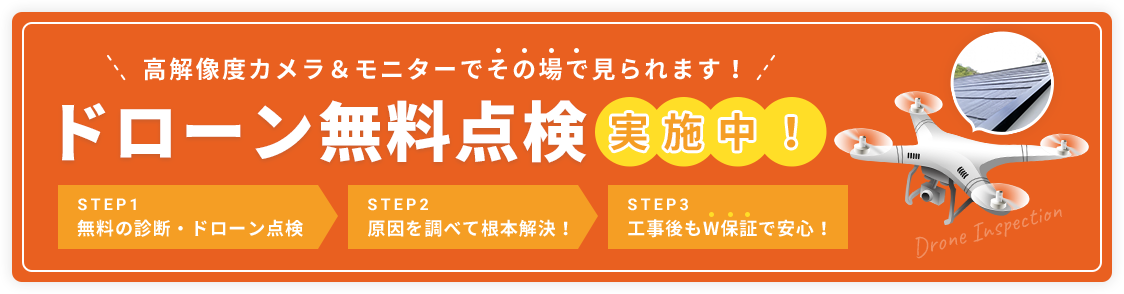 高解像度カメラ＆モニターでその場で見られます！
ドローン無料点検 実施中！
STEP1
無料の診断・ドローン点検
STEP2
原因を調べて根本解決！
STEP3
工事後もW保証で安心！
Drone Inspection